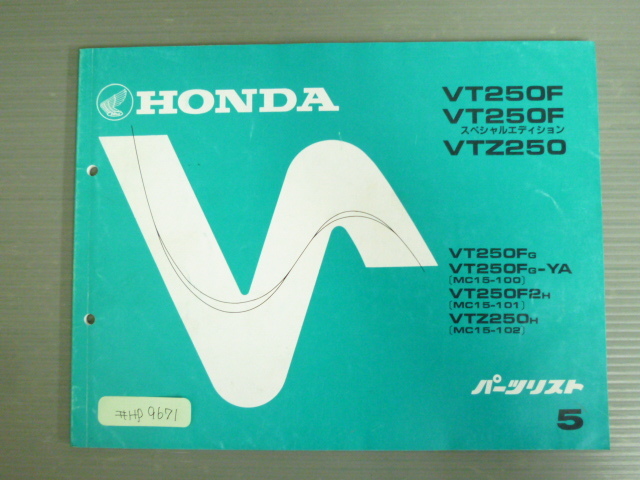 HONDA
VT250F
VT250F
スペシャルエディション
VTZ250
VT250FG
VT250FG-YA
(MC15-100)
VT250F2H
(MC15-101)
VTZ250H
(MC15-102)
パーツリスト
5
9671